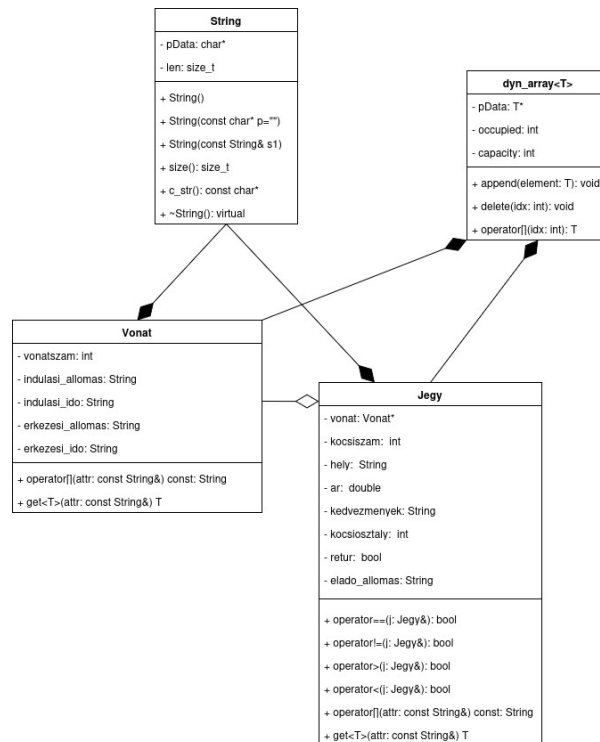 String
- pData: char*
- len: size_t
+ String()
+ String(const char* p="")
+ String(const String& s1)
+ size(): size_t
+ c_str(): const char*
+ ~String(): virtual
dyn_array<T>
- pData: T*
- occupied: int
- capacity: int
+ append(element: T): void
+ delete(idx: int): void
+ operator[](idx: int): T
Vonat
- vonatszam: int
- indulasi_allomas: String
- indulasi_ido: String
- erkezesi_allomas: String
- erkezesi_ido: String
+ operator[](attr: const String&) const: String
+ get<T>(attr: const String&) T
Jegy
- vonat: Vonat*
- kocsiszam: int
- hely: String
- ar: double
- kedvezmenyek: String
- kocsiosztaly: int
- retur: bool
- elado_allomas: String
+ operator==(j: Jegy&): bool
+ operator!=(j: Jegy&): bool
+ operator>(j: Jegy&): bool
+ operator<(j: Jegy&): bool
+ operator[](attr: const String&) const: String
+ get<T>(attr: const String&) T